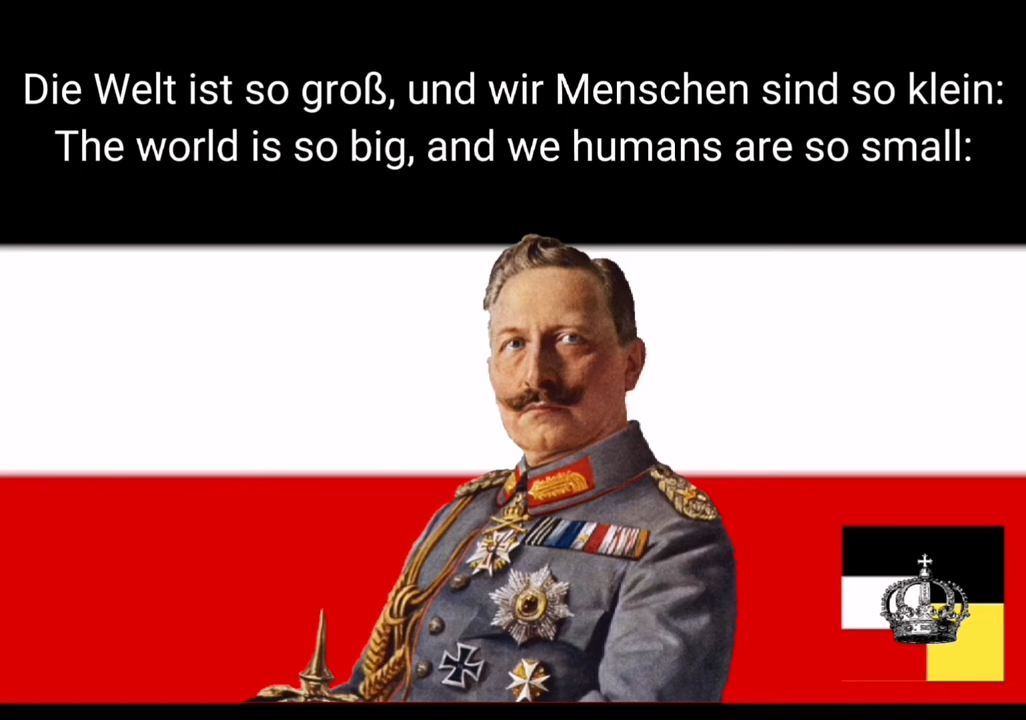 Die Welt ist so groß, und wir Menschen sind so klein:
The world is so big, and we humans are so small: